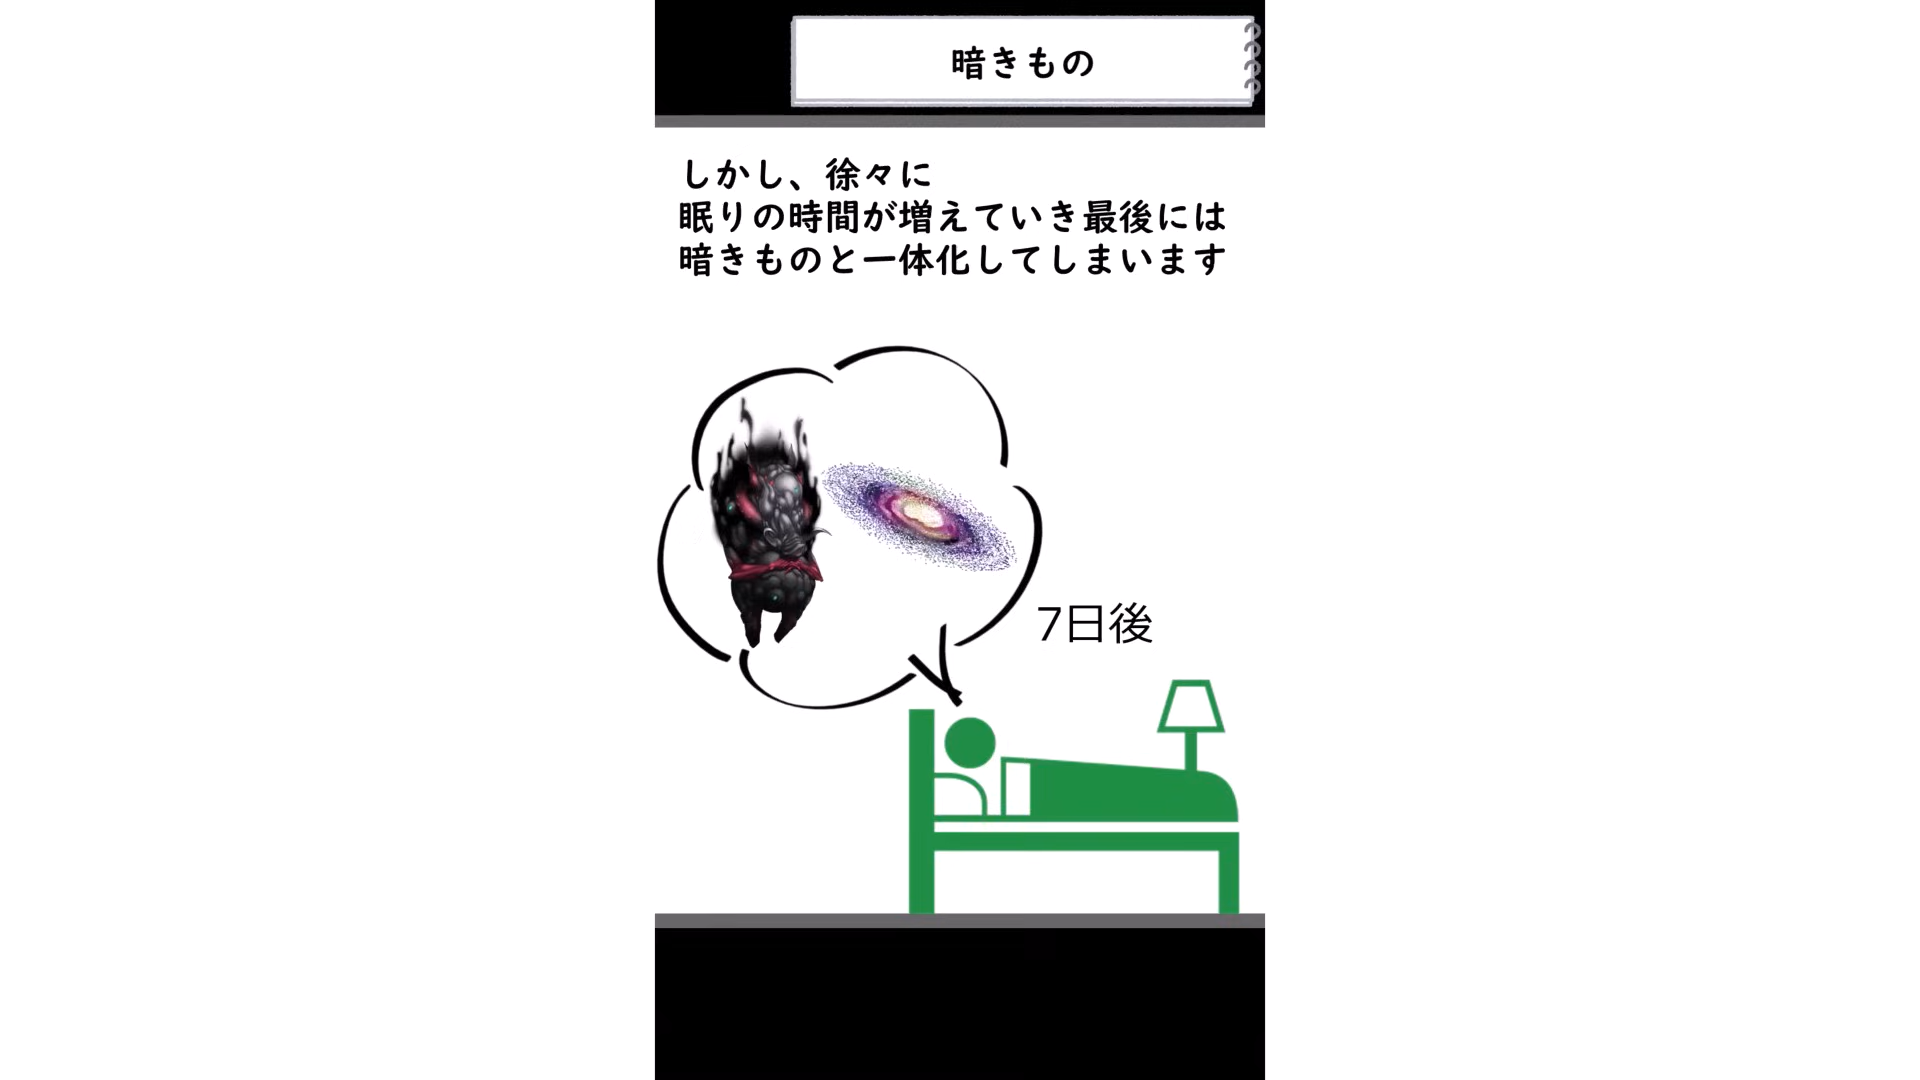 暗きもの
しかし、徐々に
眠りの時間が増えていき最後には
暗きものと一体化してしまいます
7日後